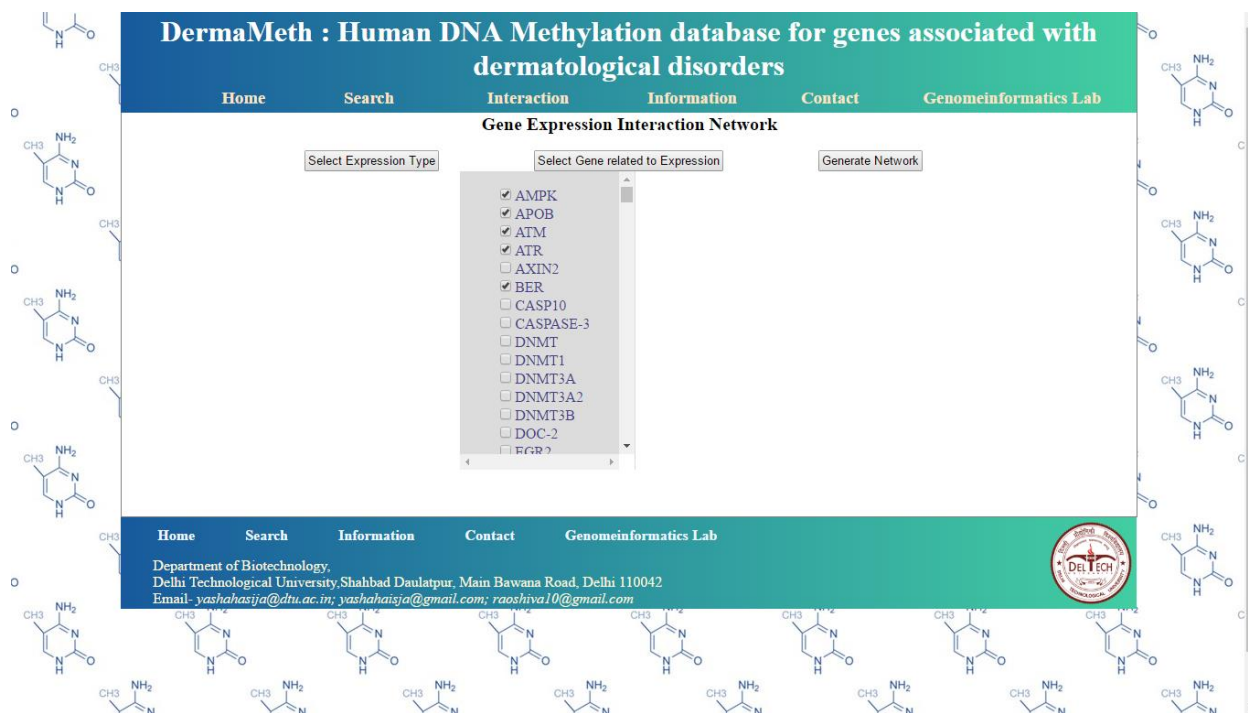 DermaMeth : Human DNA Methylation database for genes associated with
dermatological disorders
Home Search Interaction Information Contact Genomeinformatics Lab
Gene Expression Interaction Network
Select Expression Type Select Gene related to Expression Generate Network
AMPK
APOB
ATM
ATR
AXIN2
BER
CASP10
CASPASE-3
DNMT
DNMT1
DNMT3A
DNMT3A2
DNMT3B
DOC-2
EGR2
Home Search Information Contact Genomeinformatics Lab
Department of Biotechnology,
Delhi Technological University,Shahbad Daulatpur, Main Bawana Road, Delhi 110042
Email- yashahasija@dtu.ac.in; yashahaisja@gmail.com; raoshiva10@gmail.com
DELTECH
CH3 NH2
N
N
H
O